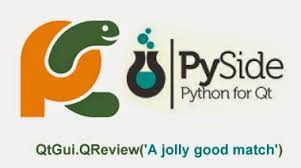 PySide
Python for Qt
QtGui.QReview('A jolly good match')